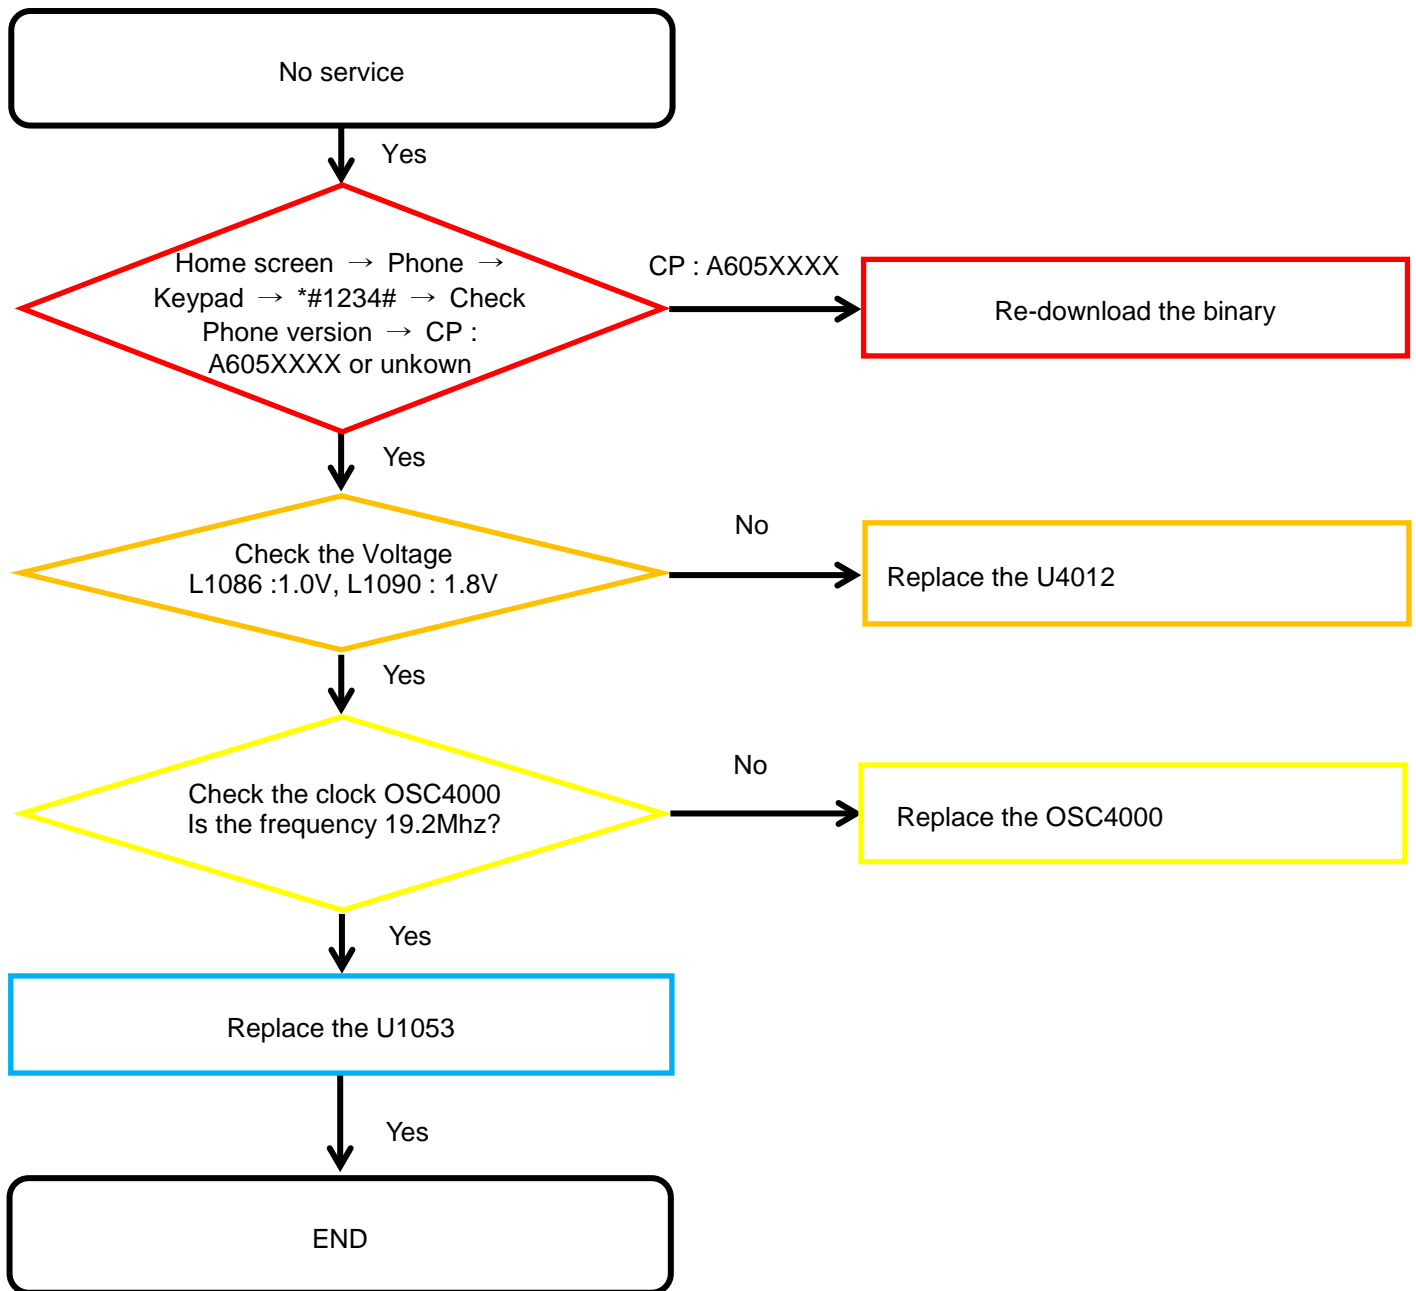 No service
Yes
Home screen → Phone →
Keypad → *#1234# → Check
Phone version → CP :
A605XXXX or unkown
CP : A605XXXX
Re-download the binary
Yes
Check the Voltage
L1086 :1.0V, L1090 : 1.8V
No
Replace the U4012
Yes
Check the clock OSC4000
Is the frequency 19.2Mhz?
No
Replace the OSC4000
Yes
Replace the U1053
Yes
END